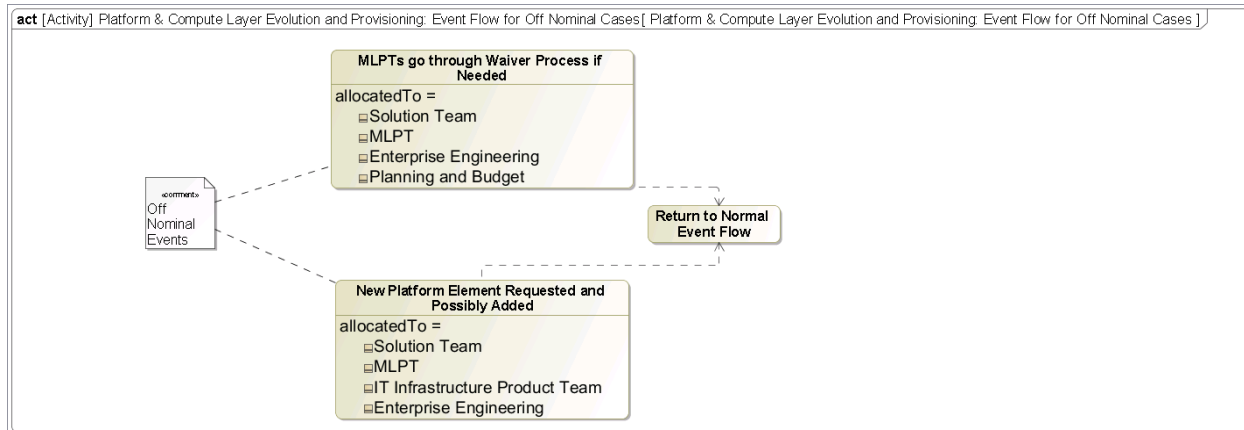 act [Activity] Platform & Compute Layer Evolution and Provisioning: Event Flow for Off Nominal Cases[ Platform & Compute Layer Evolution and Provisioning: Event Flow for Off Nominal Cases ]
MLPTs go through Waiver Process if
Needed
allocatedTo =
Solution Team
MLPT
Enterprise Engineering
Planning and Budget
«comment»
Off
Nominal
Events
Return to Normal
Event Flow
New Platform Element Requested and
Possibly Added
allocatedTo =
Solution Team
MLPT
IT Infrastructure Product Team
Enterprise Engineering